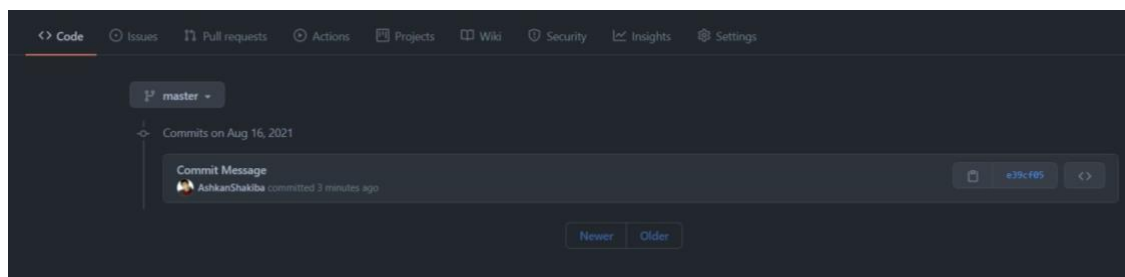 <> Code Issues Pull requests Actions Projects Wiki Security Insights Settings
master
Commits on Aug 16, 2021
Commit Message
AshkanShakiba committed 3 minutes ago
e39cf05 <>
Newer Older